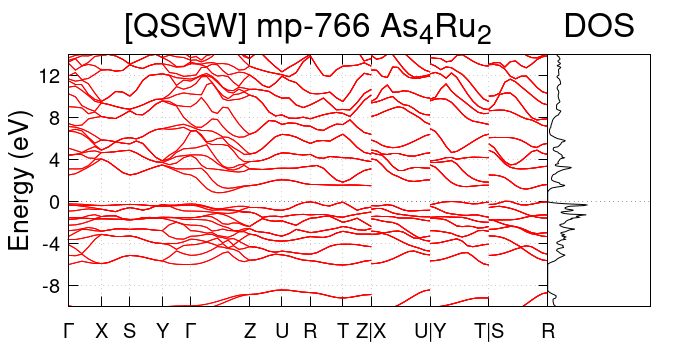 [QSGW] mp-766 As4Ru2 DOS
Energy (eV)
12
8
4
0
-4
-8
Γ X S Y Γ Z U R T Z|X U|Y T|S R